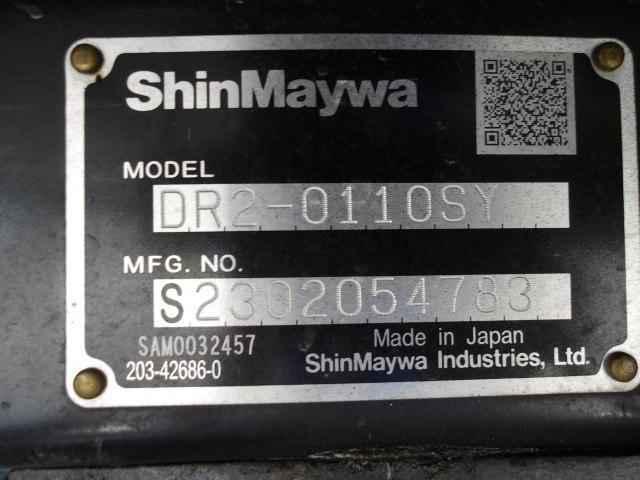 ShinMaywa
MODEL
DR2-0110SY
MFG. NO.
S2302054783
SAM0032457
Made in Japan
203-42686-0
ShinMaywa Industries, Ltd.